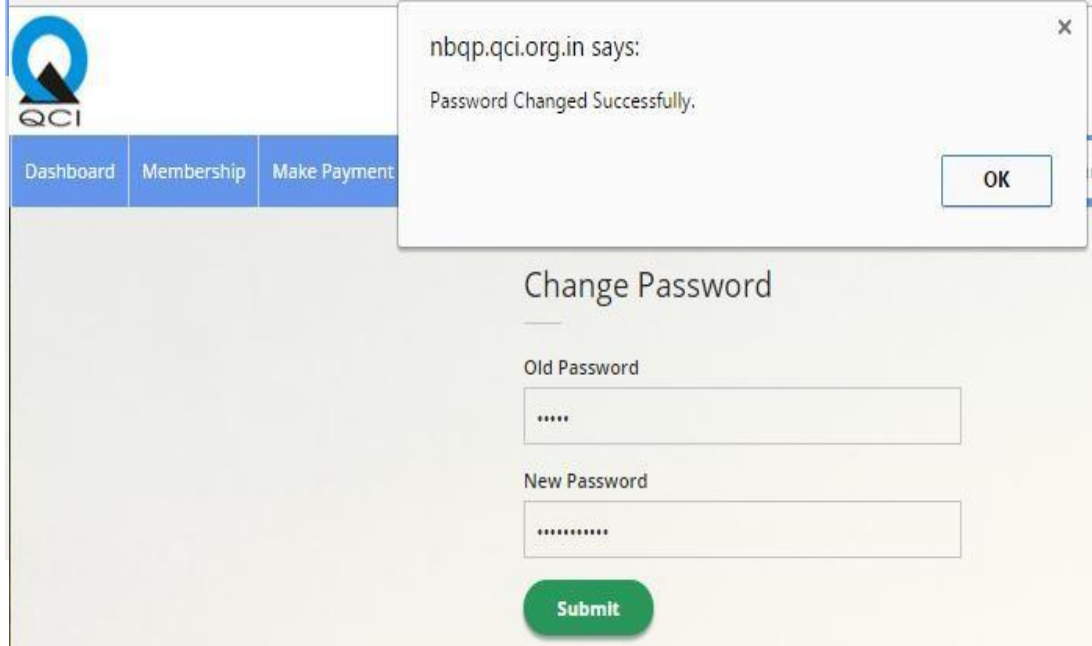 nbqp.qci.org.in says:
Password Changed Successfully.
OK
QCI
Dashboard Membership Make Payment
Change Password
Old Password
•••••
New Password
•••••••••••
Submit